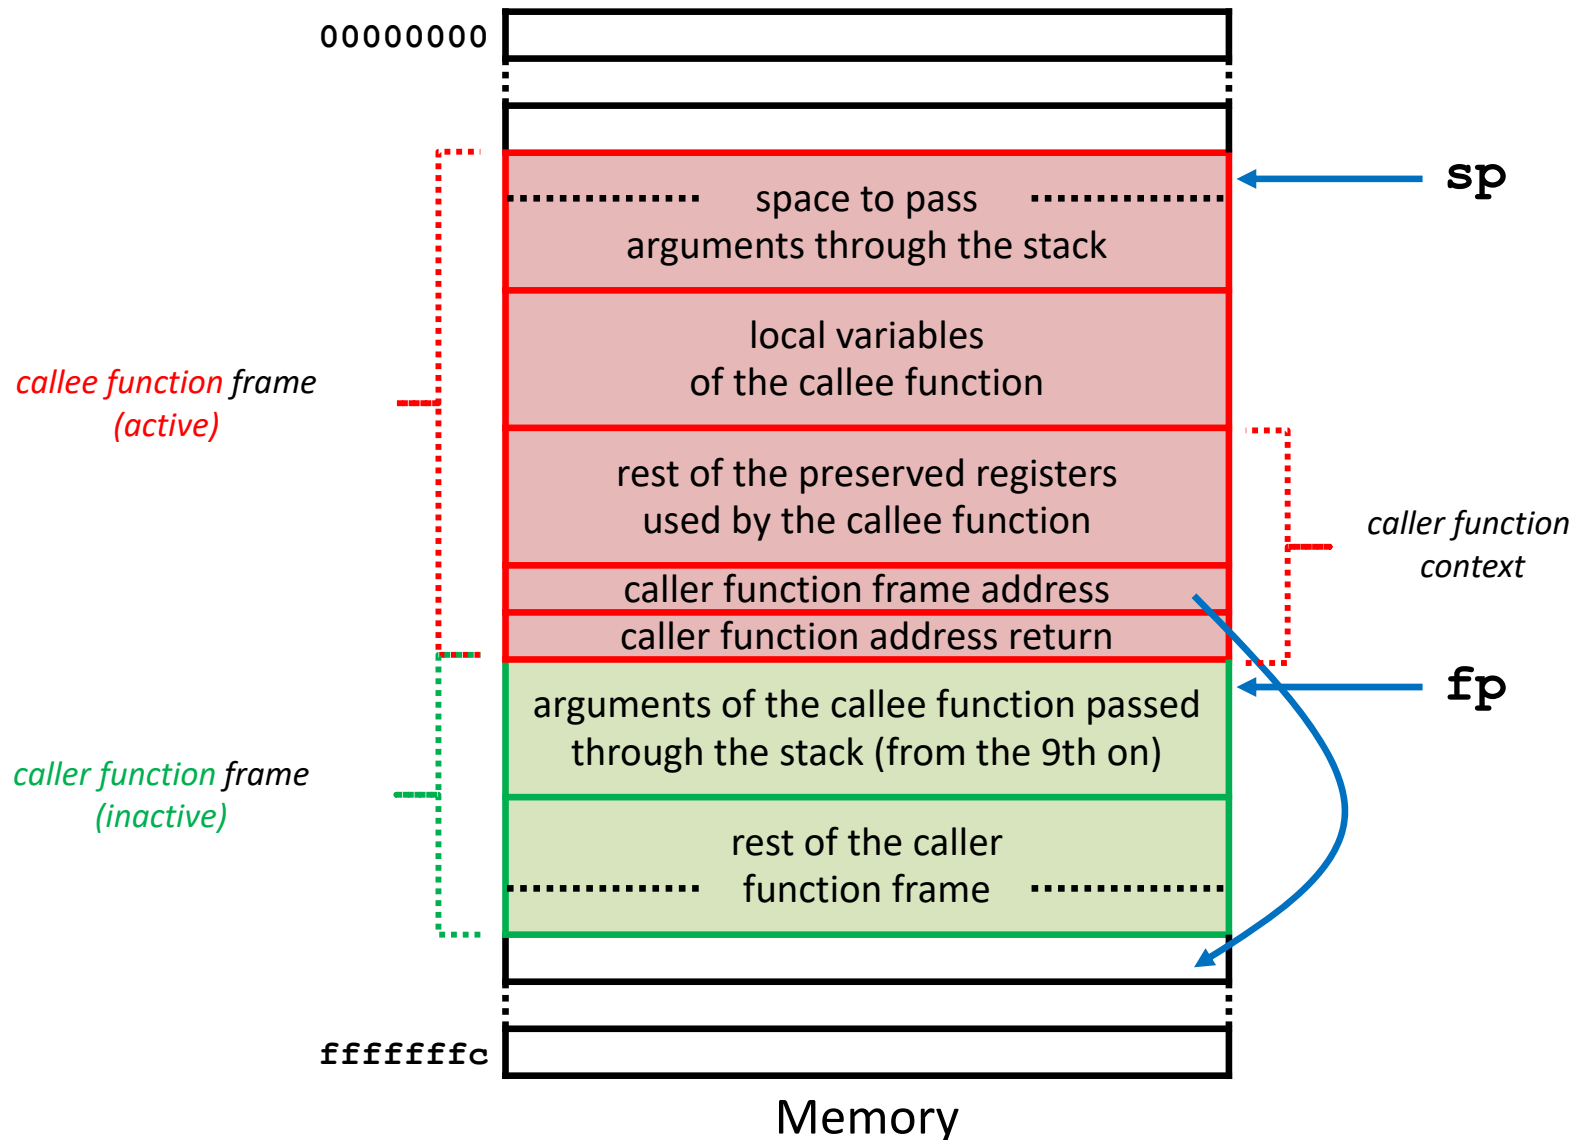 00000000
sp
space to pass
arguments through the stack
local variables
of the callee function
callee function frame
(active)
rest of the preserved registers
used by the callee function
caller function
context
caller function frame address
caller function address return
fp
arguments of the callee function passed
through the stack (from the 9th on)
caller function frame
(inactive)
rest of the caller
function frame
fffffffc
Memory